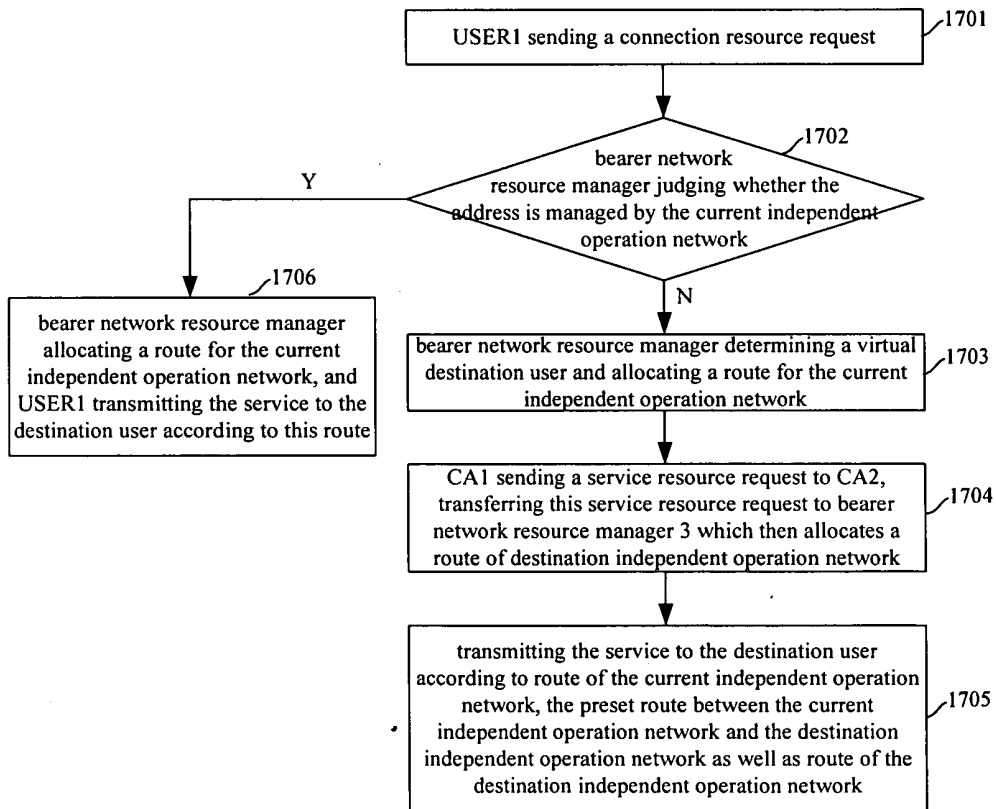 1701
USER1 sending a connection resource request
1702
bearer network
resource manager judging whether the
address is managed by the current independent
operation network
Y
N
1706
bearer network resource manager
allocating a route for the current
independent operation network, and
USER1 transmitting the service to the
destination user according to this route
bearer network resource manager determining a virtual
destination user and allocating a route for the current
independent operation network
1703
CA1 sending a service resource request to CA2,
transferring this service resource request to bearer
network resource manager 3 which then allocates a
route of destination independent operation network
1704
transmitting the service to the destination user
according to route of the current independent operation
network, the preset route between the current
independent operation network and the destination
independent operation network as well as route of the
destination independent operation network
1705